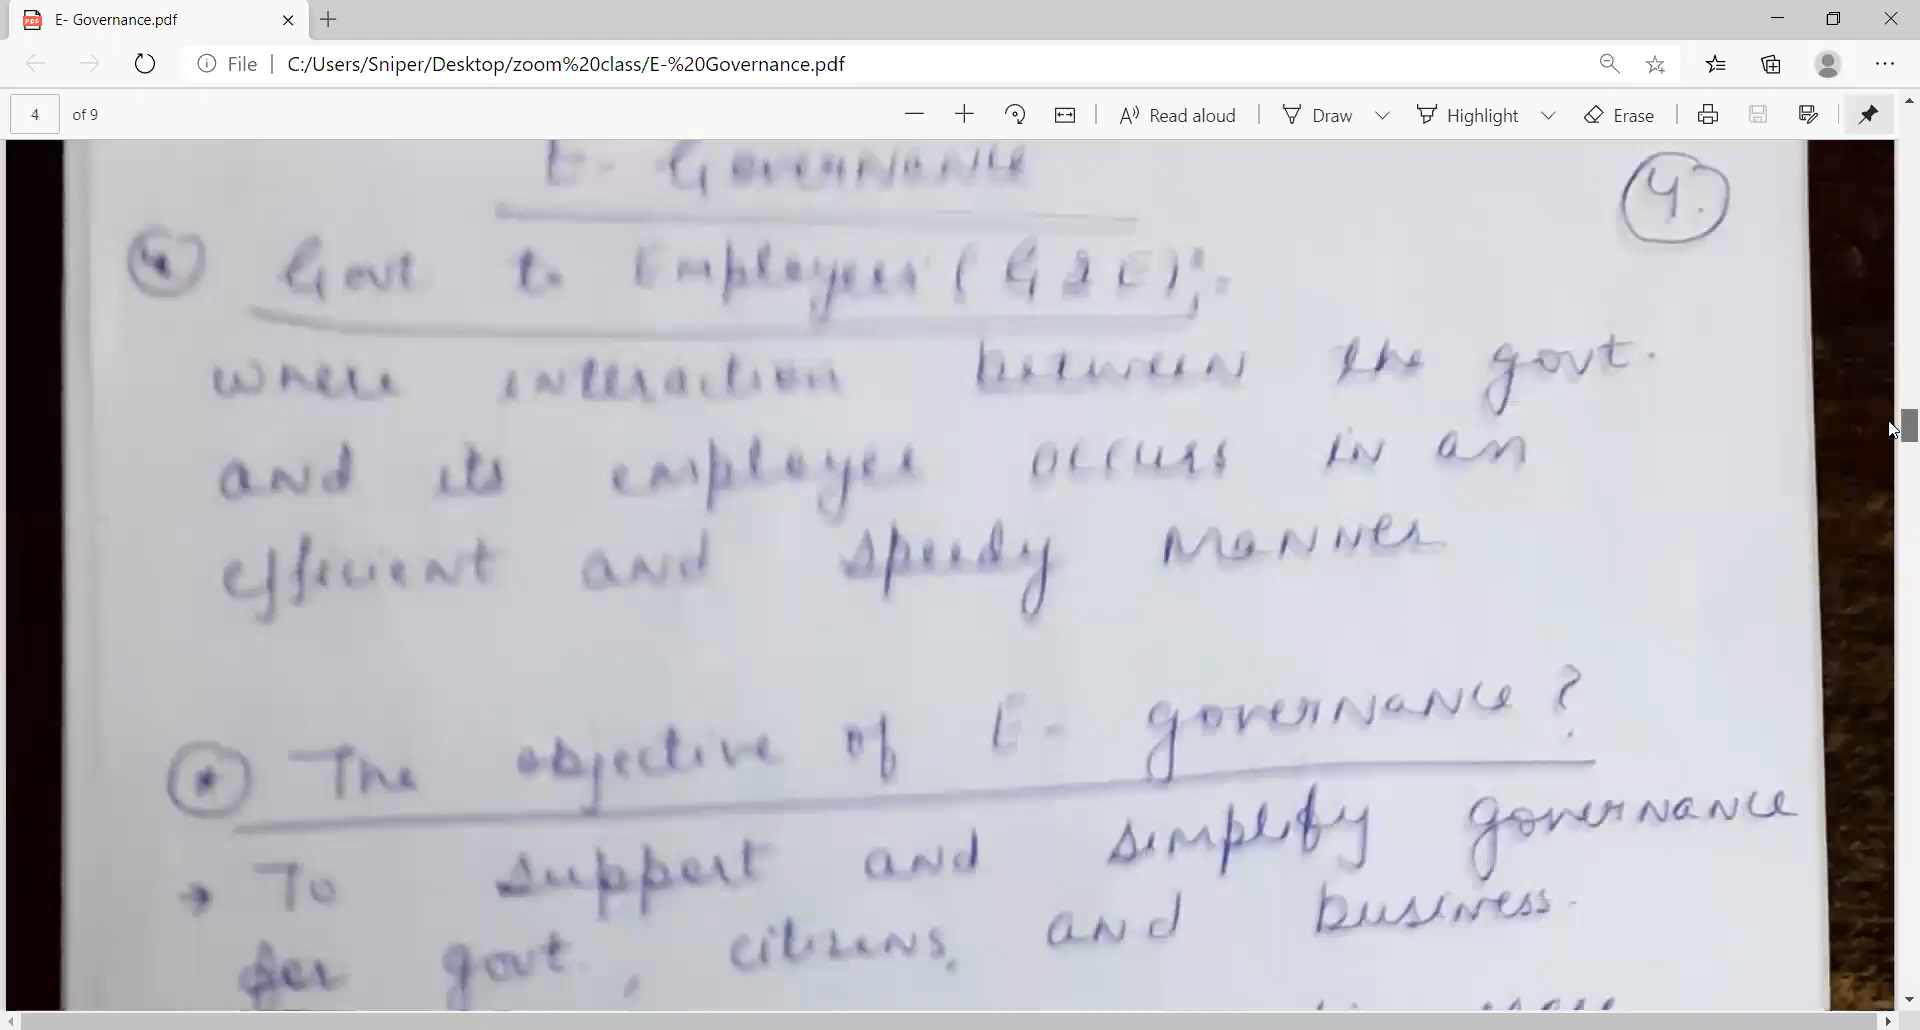 E- Governance.pdf
File | C:/Users/Sniper/Desktop/zoom%20class/E-%20Governance.pdf
4 of 9
Read aloud
Draw
Highlight
Erase
E- Governance
4.
4 Govt to Employees (G2E):-
where interaction between the govt.
and its employee occurs in an
efficient and speedy manner
* The objective of E- governance?
→ To support and simplify governance
for govt, citizens, and business.